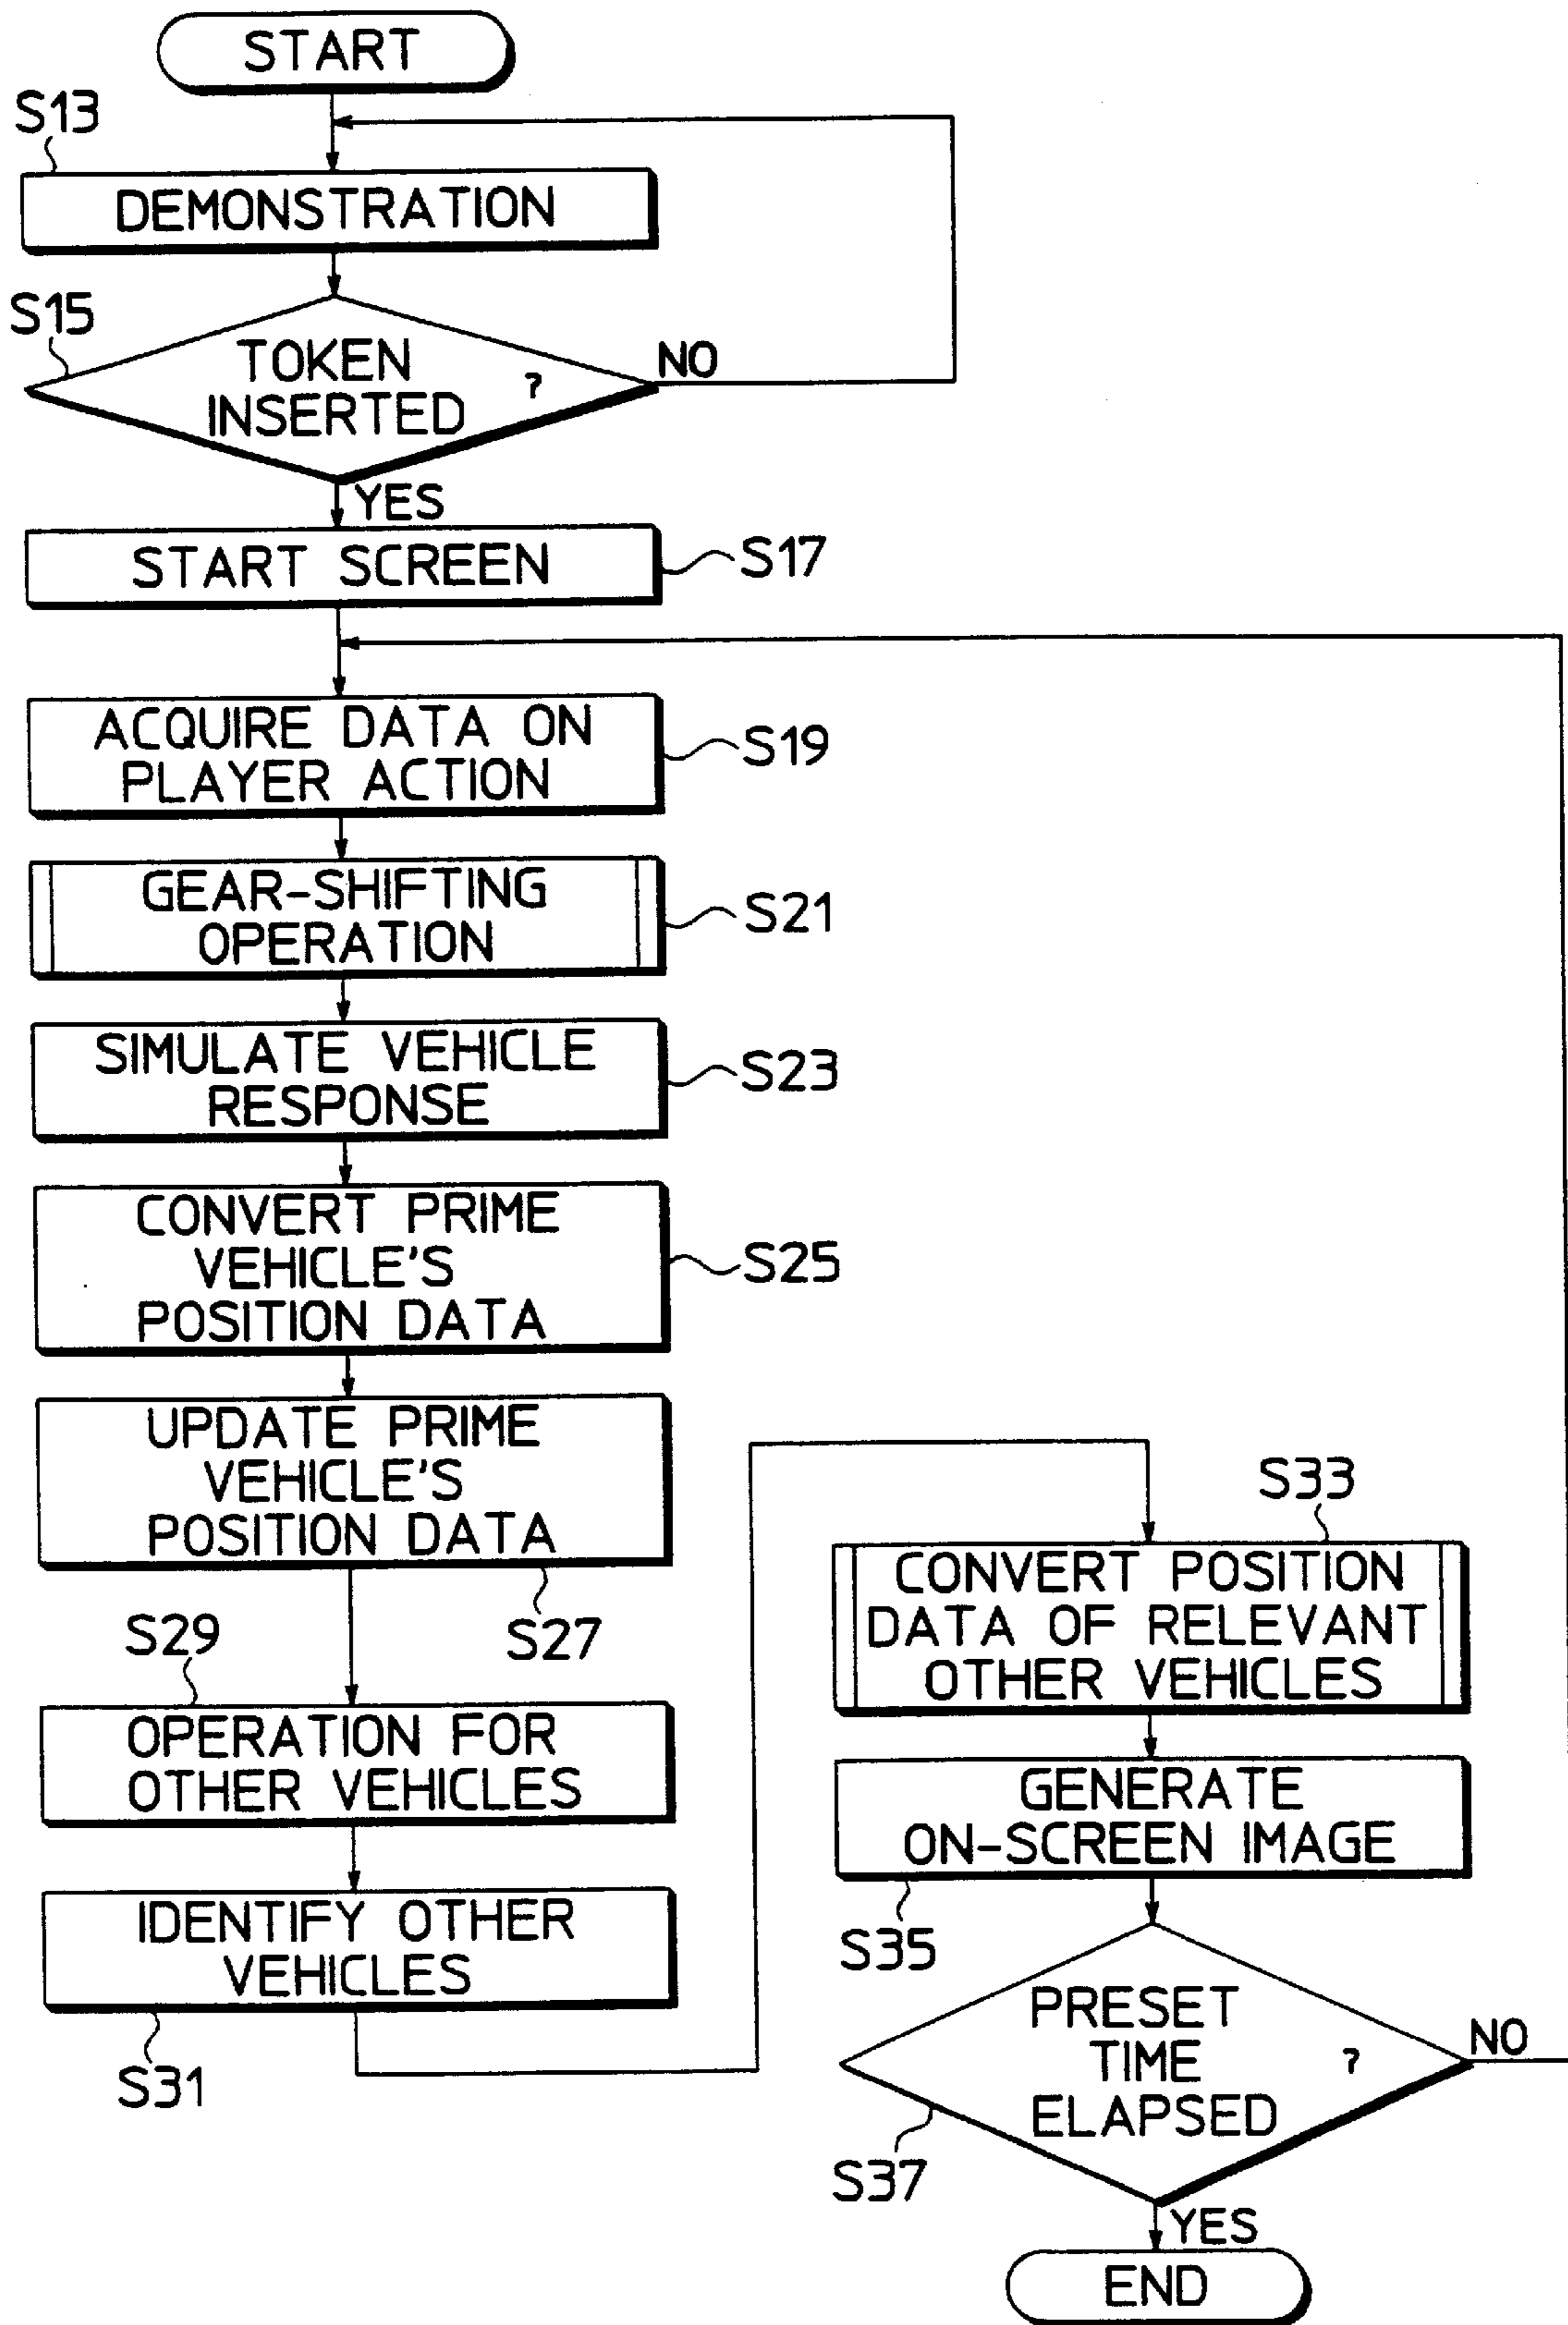 START
S13
DEMONSTRATION
S15
TOKEN
INSERTED ?
NO
YES
START SCREEN
S17
ACQUIRE DATA ON
PLAYER ACTION
S19
GEAR-SHIFTING
OPERATION
S21
SIMULATE VEHICLE
RESPONSE
S23
CONVERT PRIME
VEHICLE'S
POSITION DATA
S25
UPDATE PRIME
VEHICLE'S
POSITION DATA
S27
S29
OPERATION FOR
OTHER VEHICLES
IDENTIFY OTHER
VEHICLES
S31
S33
CONVERT POSITION
DATA OF RELEVANT
OTHER VEHICLES
GENERATE
ON-SCREEN IMAGE
S35
PRESET
TIME ?
ELAPSED
NO
S37
YES
END